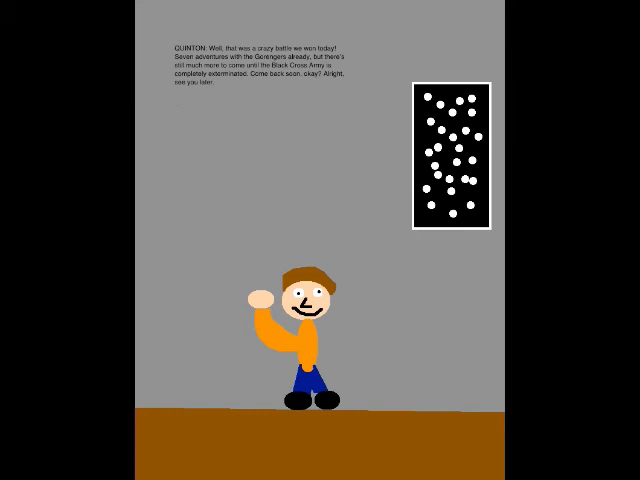 QUINTON: Well, that was a crazy battle we won today!
Seven adventures with the Gorengers already, but there's
still much more to come until the Black Cross Army is
completely exterminated. Come back soon, okay? Alright,
see you later.